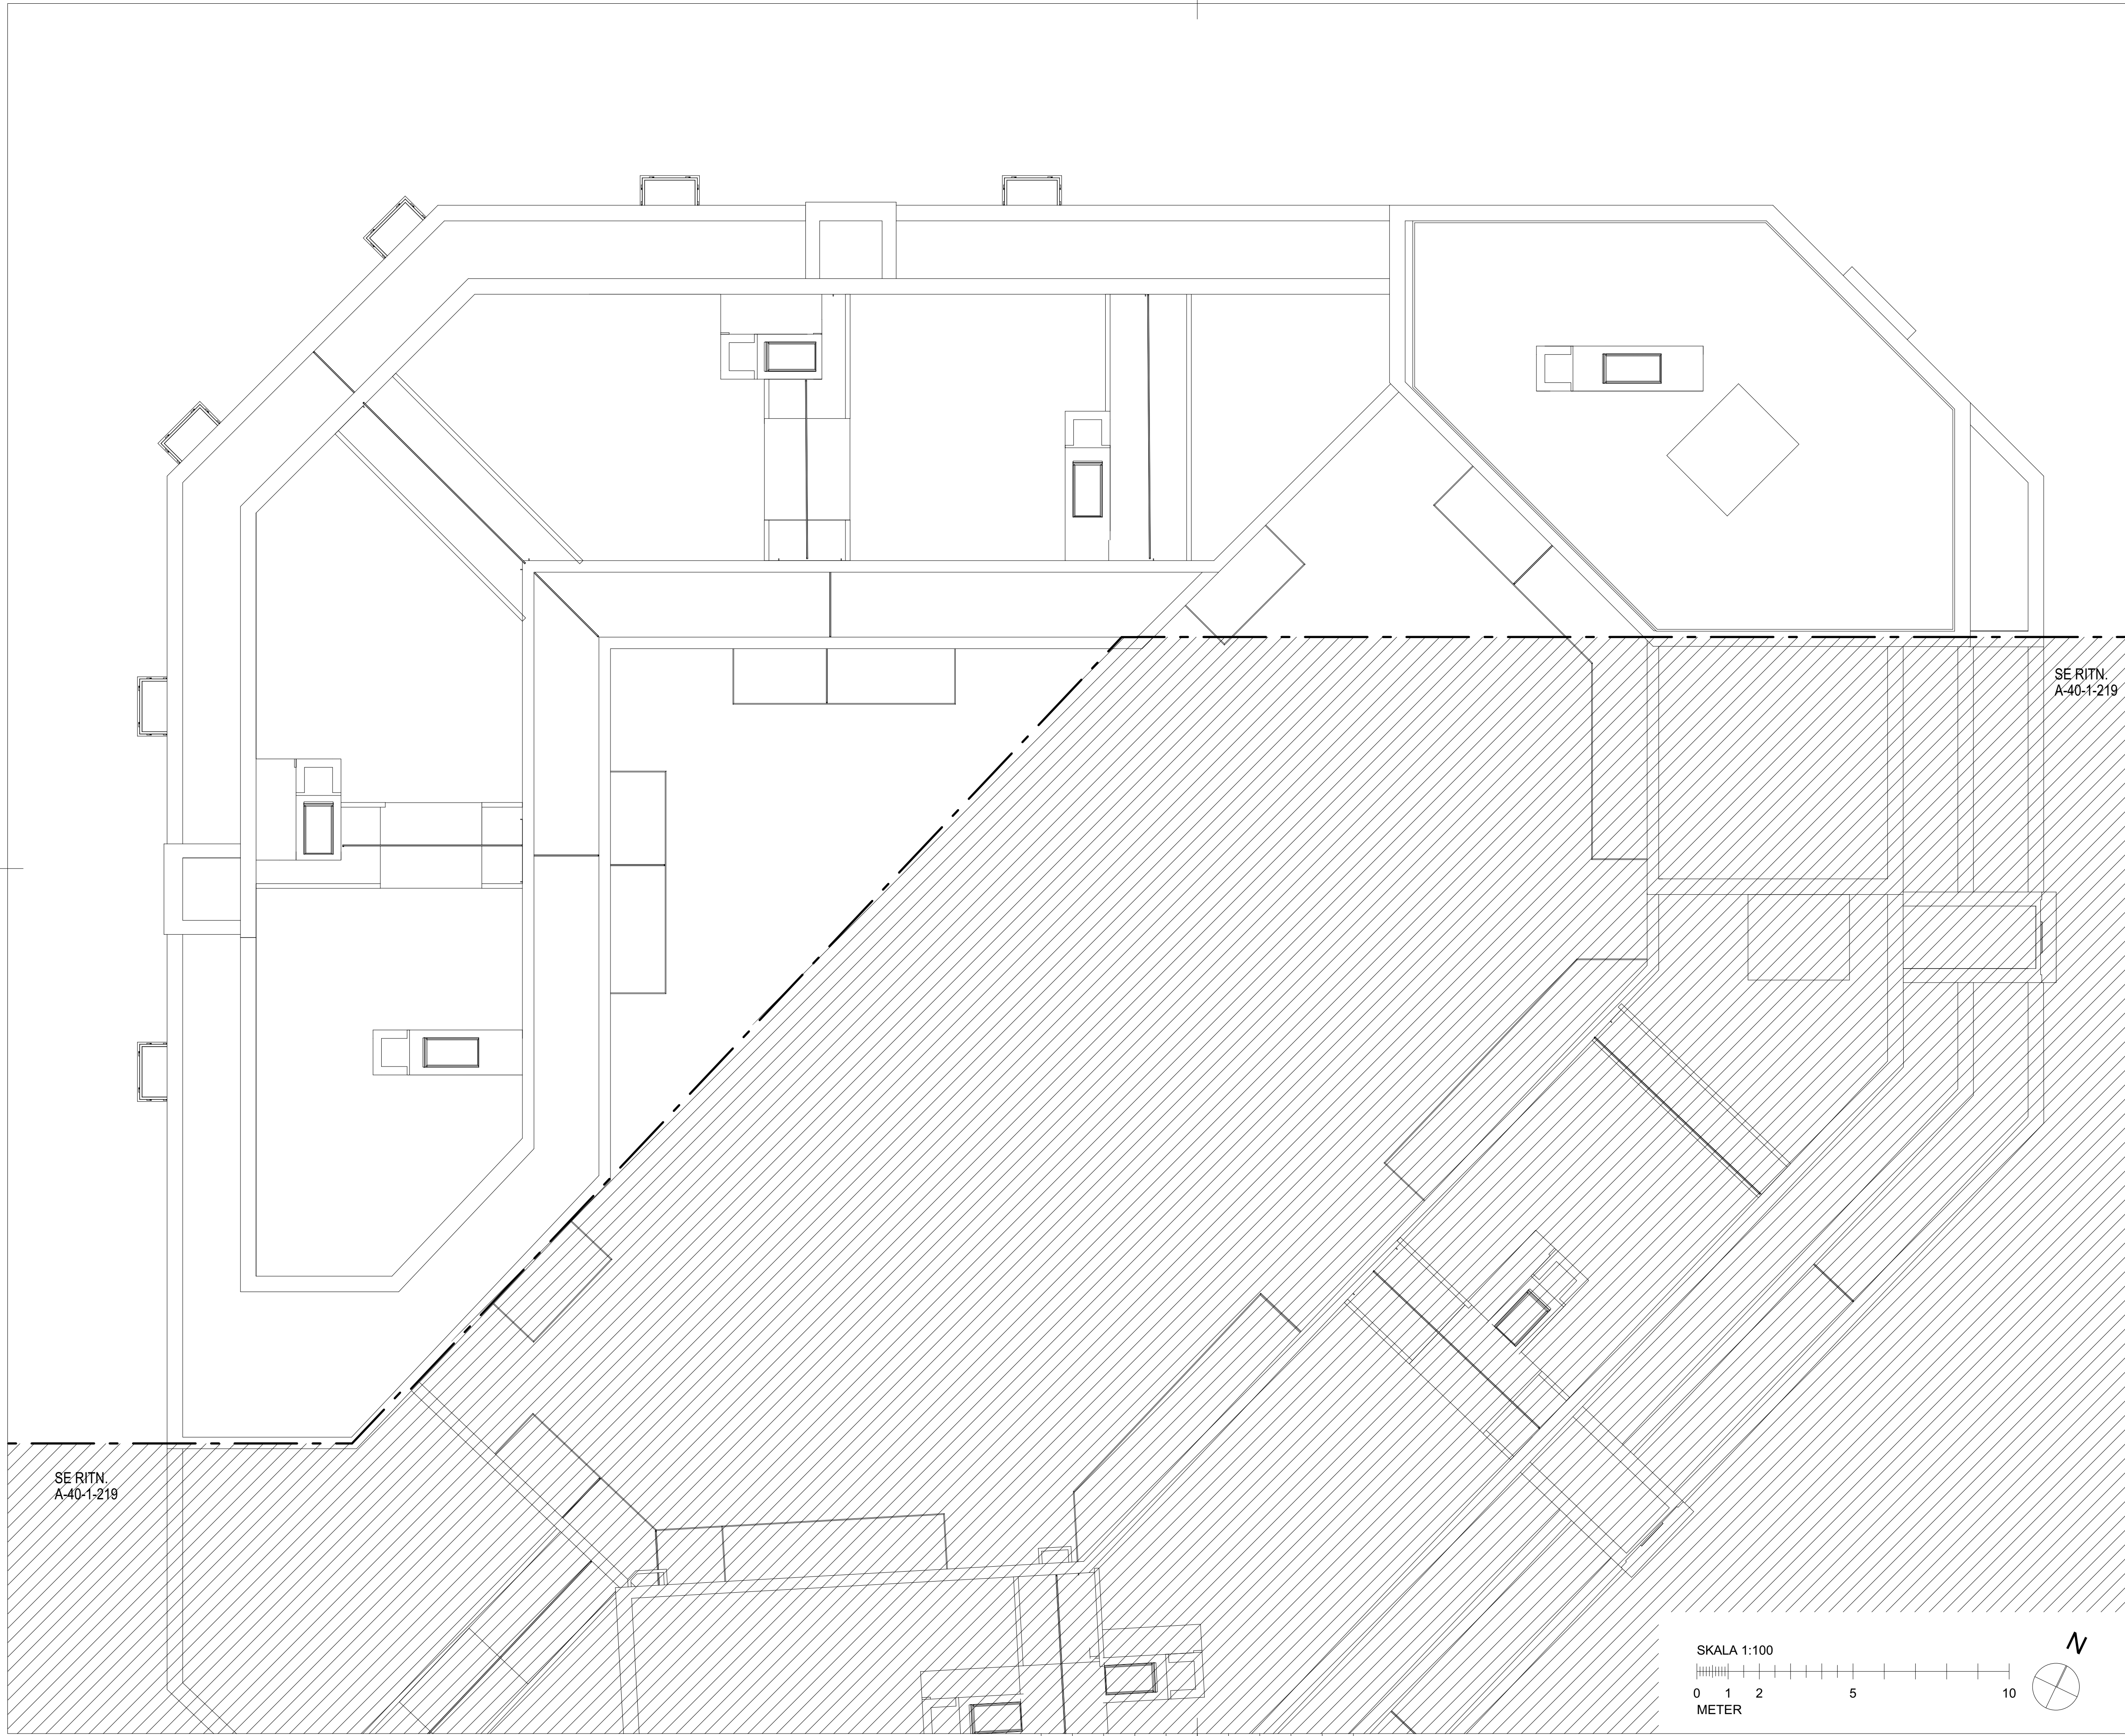 SE RITN.
A-40-1-219
SE RITN.
A-40-1-219
SKALA 1:100
N
0 1 2 5 10
METER